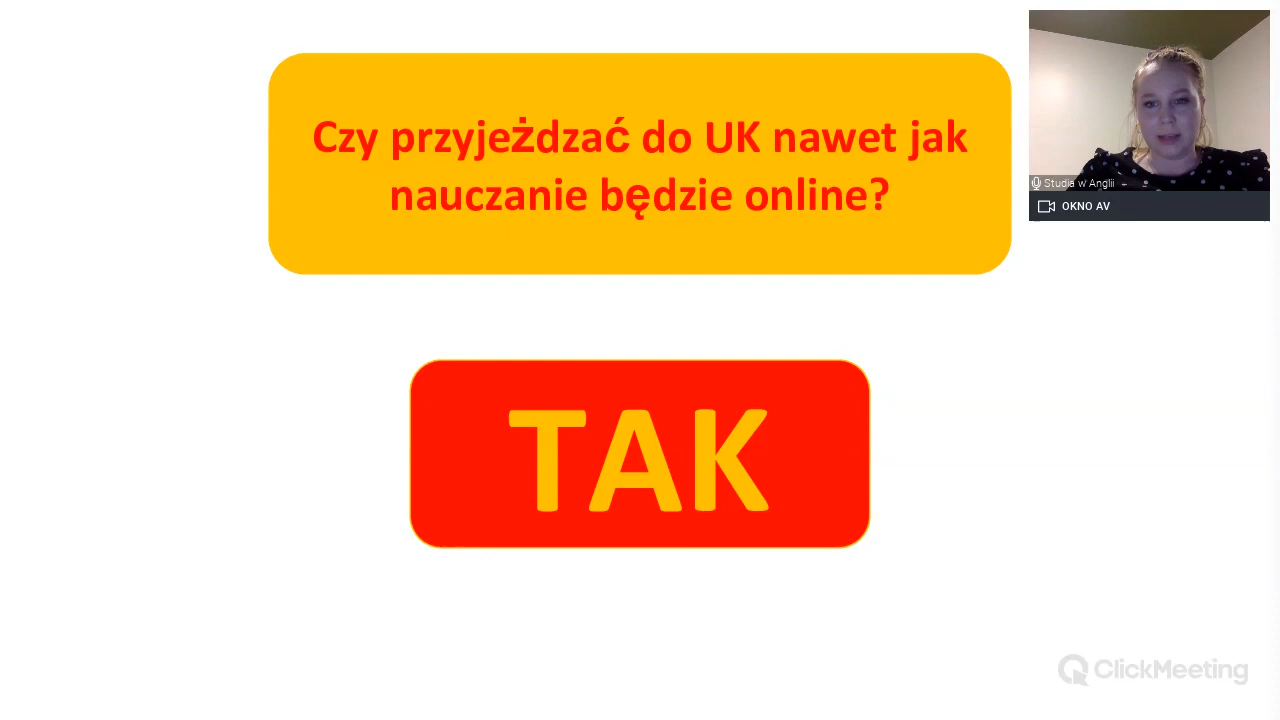 Czy przyjeżdzać do UK nawet jak
nauczanie będzie online?
Studia w Anglii
OKNO AV
TAK
ClickMeeting